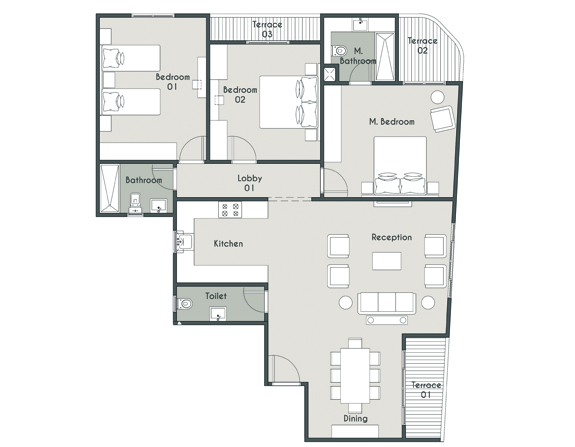 Terrace
03
Terrace
02
M.
Bathroom
Bedroom
01
Bedroom
02
M. Bedroom
Bathroom
Lobby
01
Kitchen
Reception
Toilet
Terrace
01
Dining